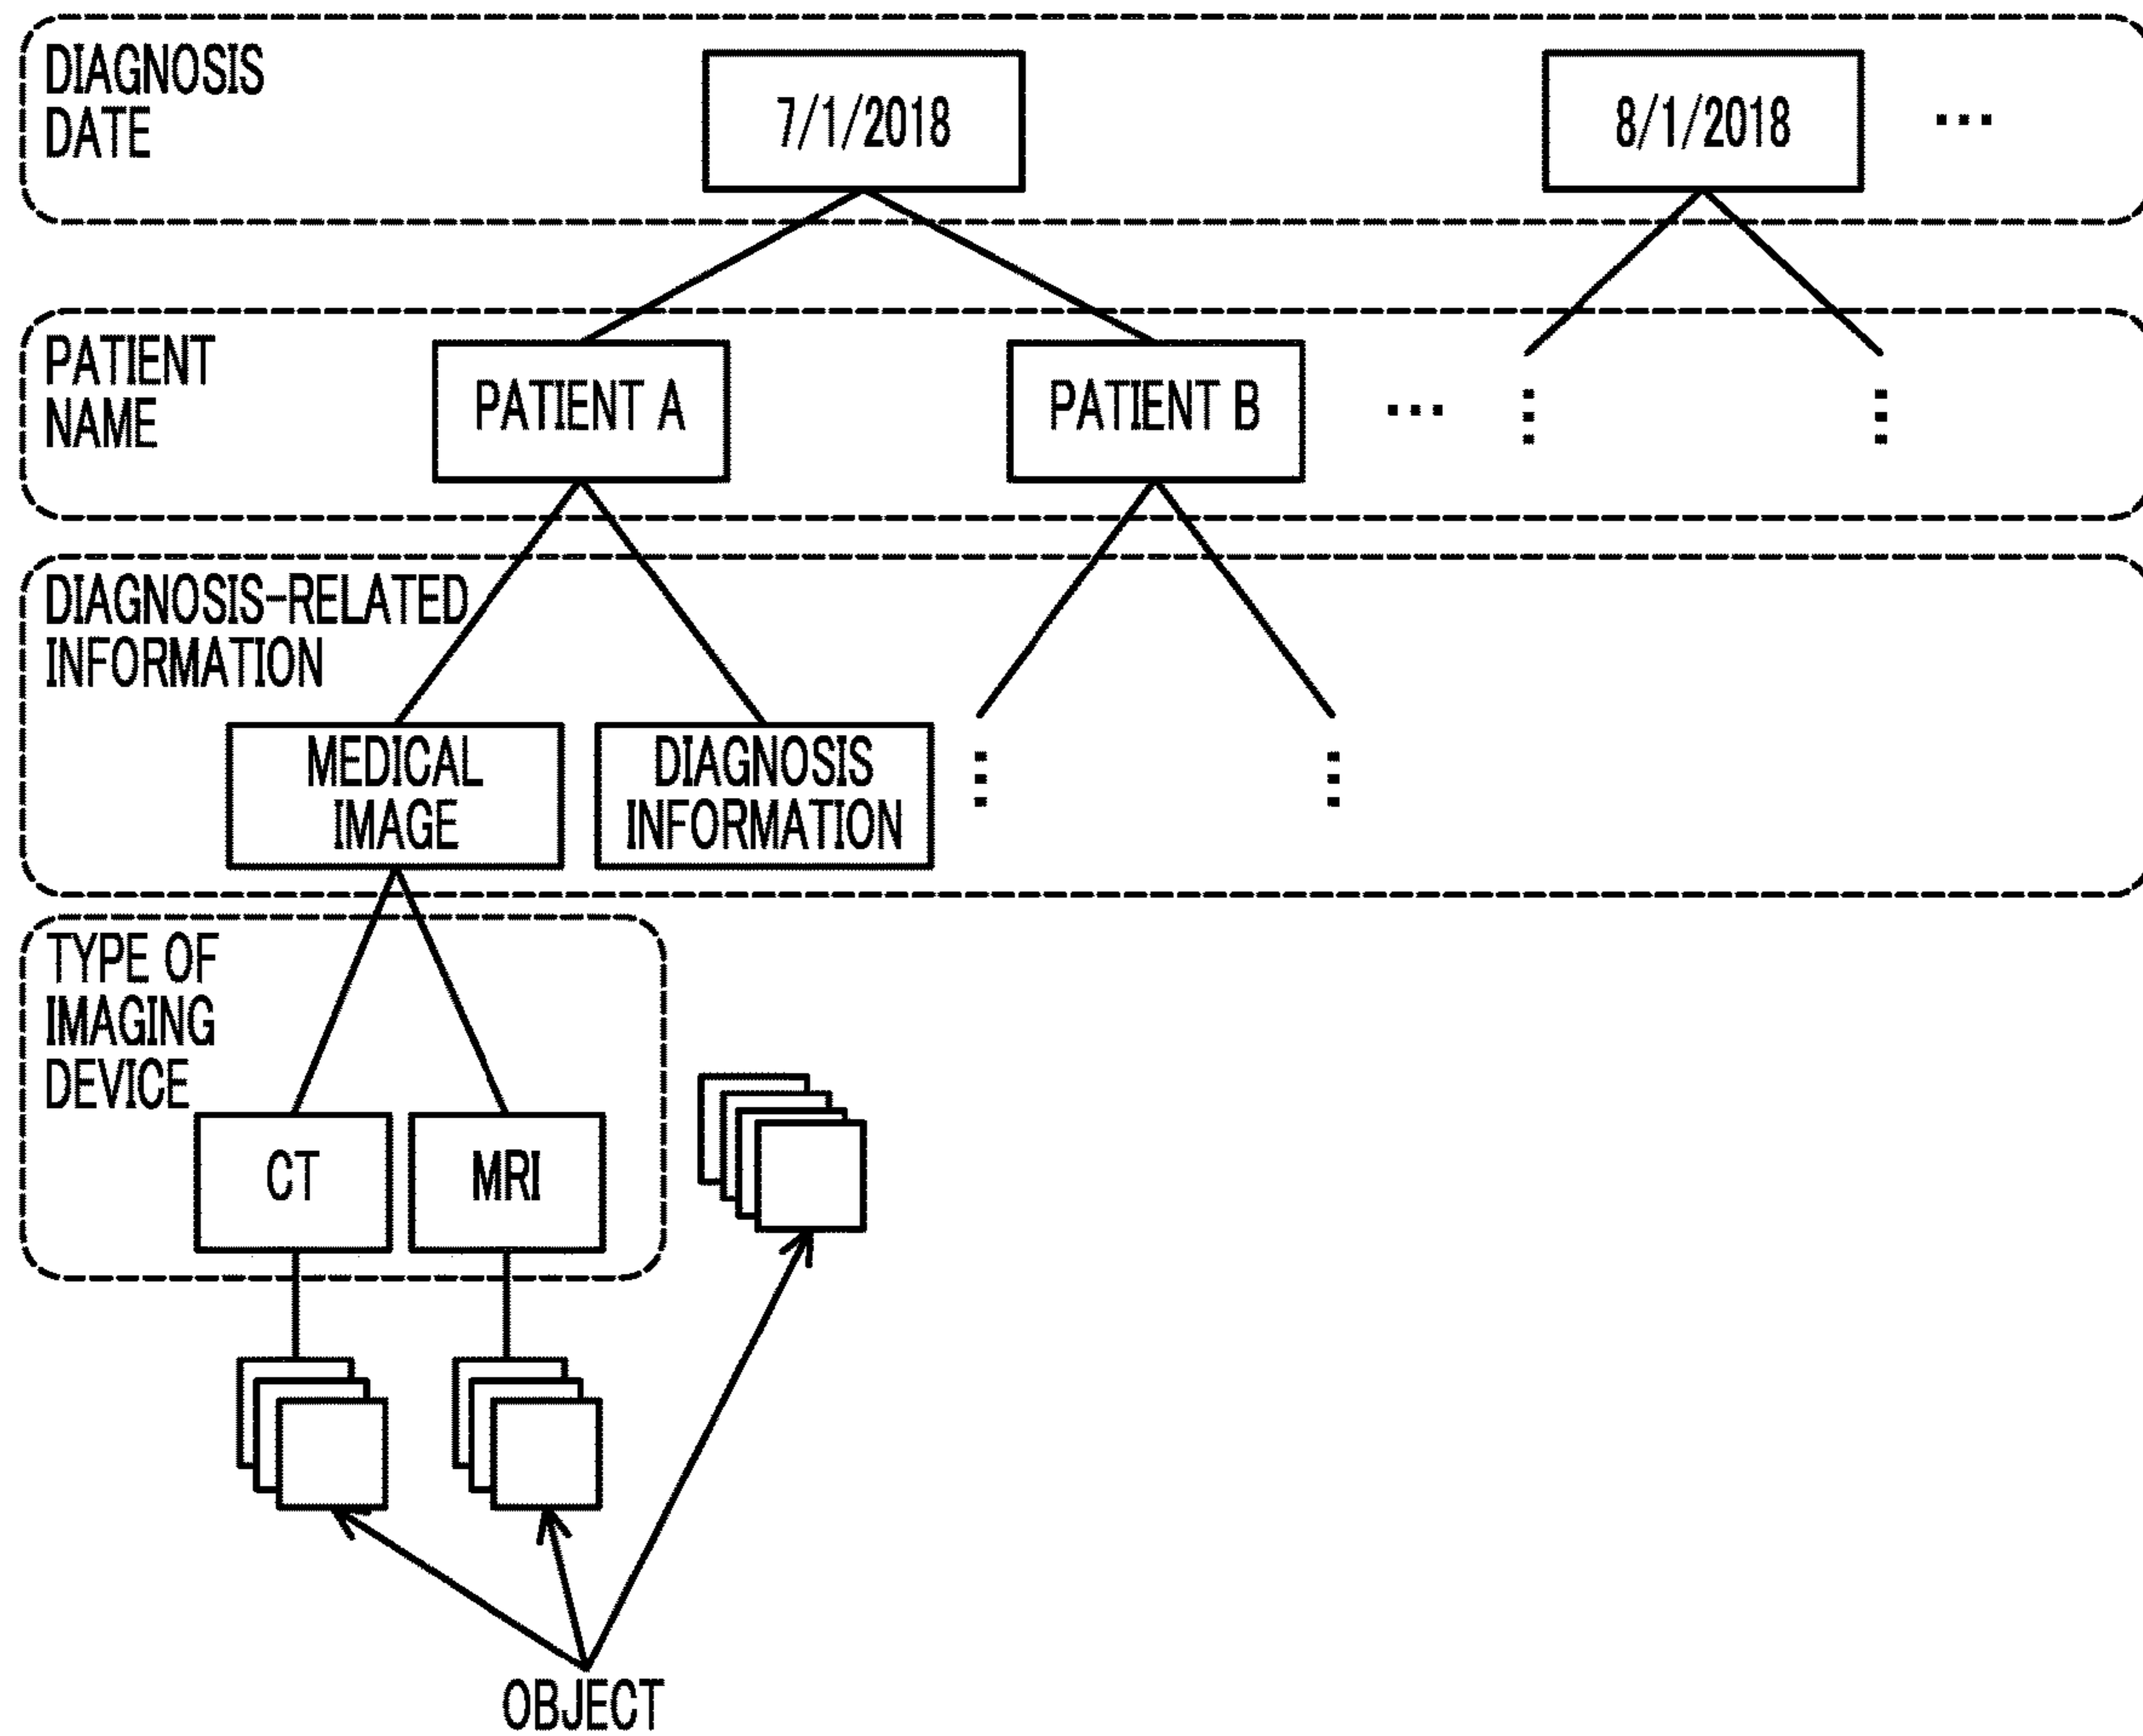 DIAGNOSIS
DATE
7/1/2018
8/1/2018
...
PATIENT
NAME
PATIENT A
PATIENT B
...
DIAGNOSIS-RELATED
INFORMATION
MEDICAL
IMAGE
DIAGNOSIS
INFORMATION
TYPE OF
IMAGING
DEVICE
CT
MRI
OBJECT